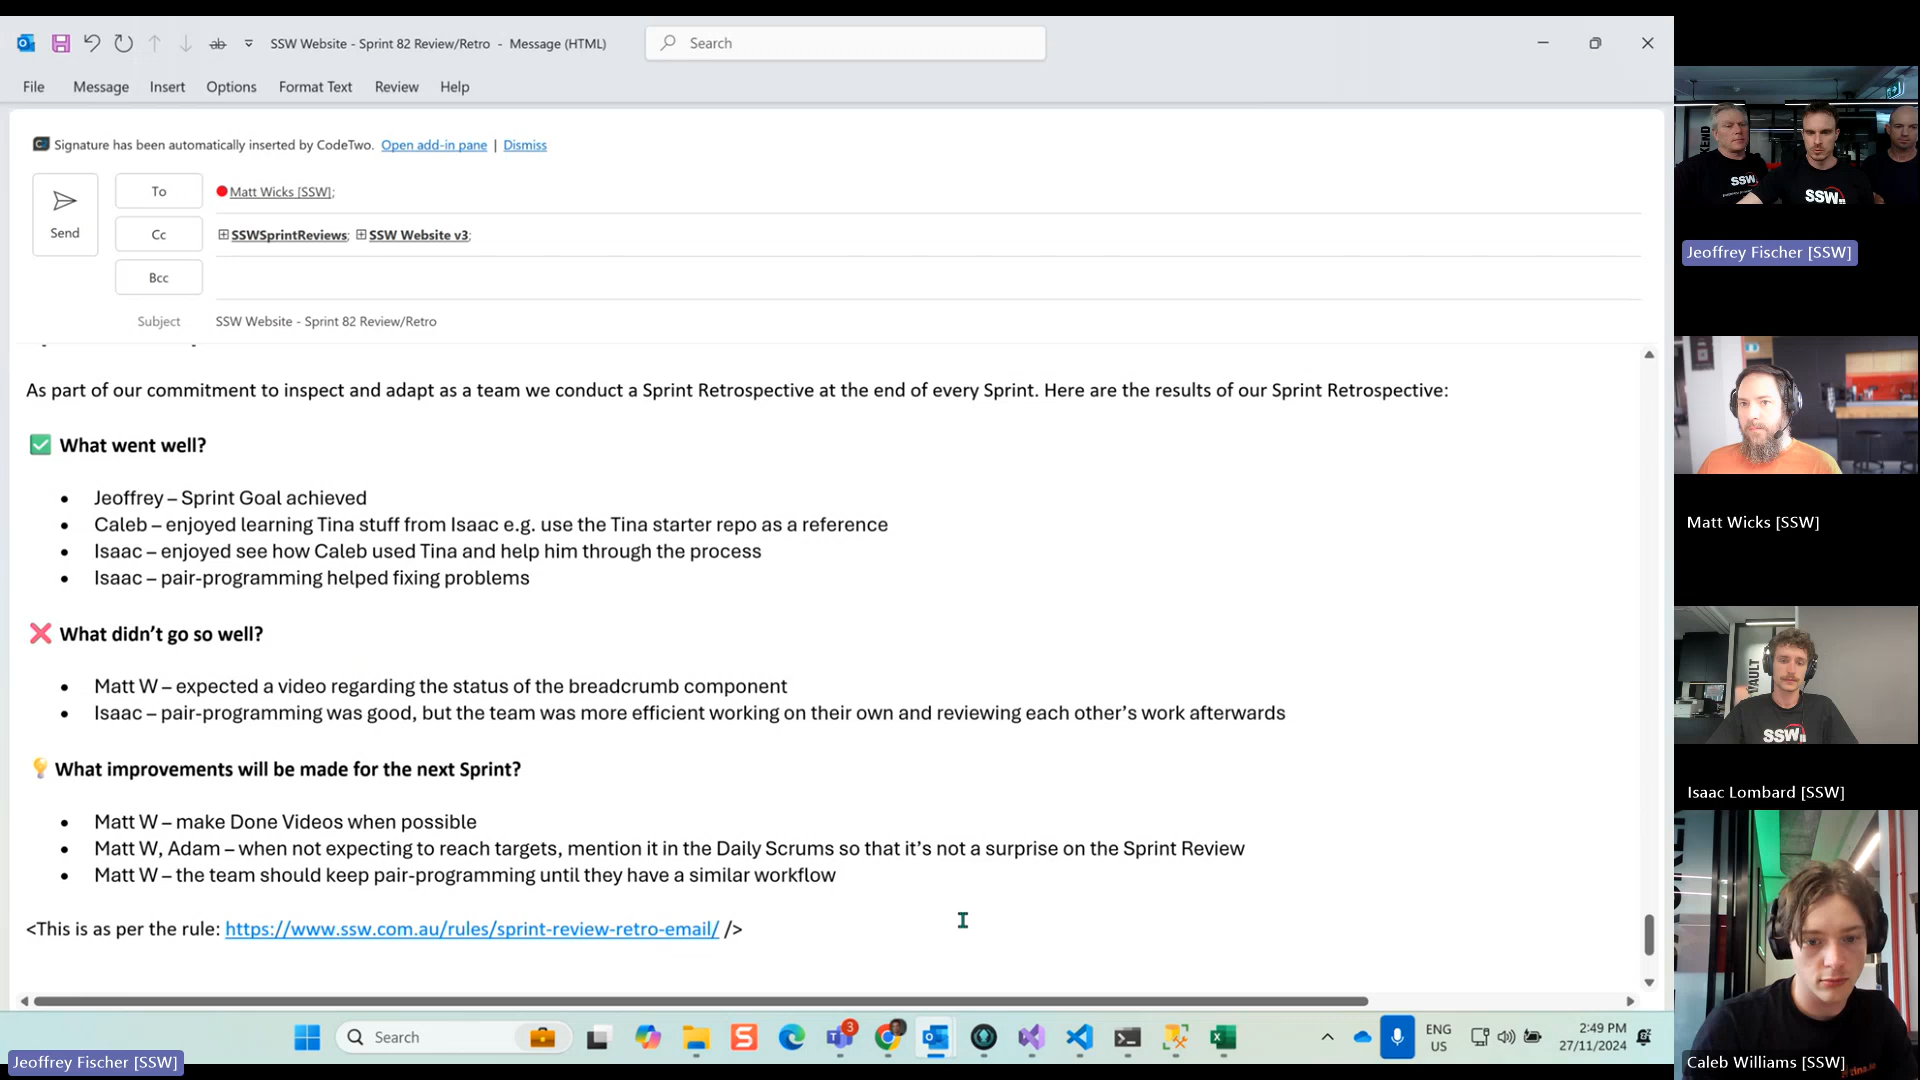 SSW Website - Sprint 82 Review/Retro - Message (HTML)
Search
File Message Insert Options Format Text Review Help
Signature has been automatically inserted by CodeTwo. Open add-in pane | Dismiss
Send
To
Matt Wicks [SSW];
Cc
SSWSprintReviews; SSW Website v3;
Bcc
Subject
SSW Website - Sprint 82 Review/Retro
As part of our commitment to inspect and adapt as a team we conduct a Sprint Retrospective at the end of every Sprint. Here are the results of our Sprint Retrospective:
✅ What went well?
• Jeoffrey – Sprint Goal achieved
• Caleb – enjoyed learning Tina stuff from Isaac e.g. use the Tina starter repo as a reference
• Isaac – enjoyed see how Caleb used Tina and help him through the process
• Isaac – pair-programming helped fixing problems
❌ What didn't go so well?
• Matt W – expected a video regarding the status of the breadcrumb component
• Isaac – pair-programming was good, but the team was more efficient working on their own and reviewing each other's work afterwards
💡 What improvements will be made for the next Sprint?
• Matt W – make Done Videos when possible
• Matt W, Adam – when not expecting to reach targets, mention it in the Daily Scrums so that it's not a surprise on the Sprint Review
• Matt W – the team should keep pair-programming until they have a similar workflow
<This is as per the rule: https://www.ssw.com.au/rules/sprint-review-retro-email/ />
Search
3
ENG
US
2:49 PM
27/11/2024
Jeoffrey Fischer [SSW]
SSW
SSW
Jeoffrey Fischer [SSW]
Matt Wicks [SSW]
VAULT
SSW
Isaac Lombard [SSW]
Caleb Williams [SSW]